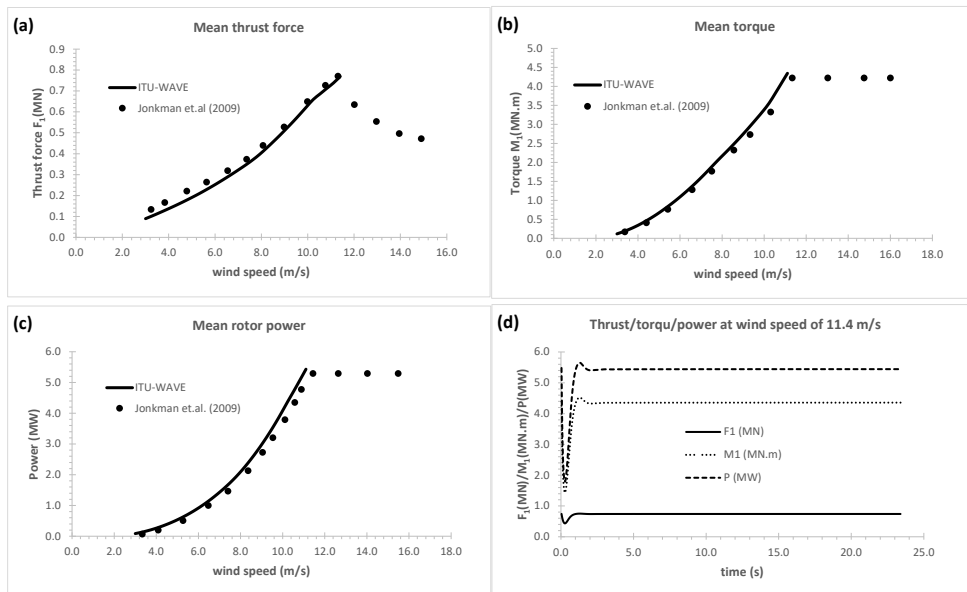 (a)
Mean thrust force
0.9
0.8
0.7
0.6
0.5
0.4
0.3
0.2
0.1
0.0
Thrust force F₁(MN)
ITU-WAVE
Jonkman et.al (2009)
0.0 2.0 4.0 6.0 8.0 10.0 12.0 14.0 16.0
wind speed (m/s)
(b)
Mean torque
5.0
4.5
4.0
3.5
3.0
2.5
2.0
1.5
1.0
0.5
0.0
Torque M₁(MN.m)
ITU-WAVE
Jonkman et.al. (2009)
0.0 2.0 4.0 6.0 8.0 10.0 12.0 14.0 16.0 18.0
wind speed (m/s)
(c)
Mean rotor power
6.0
5.0
4.0
3.0
2.0
1.0
0.0
Power (MW)
ITU-WAVE
Jonkman et.al. (2009)
0.0 2.0 4.0 6.0 8.0 10.0 12.0 14.0 16.0 18.0
wind speed (m/s)
(d)
Thrust/torqu/power at wind speed of 11.4 m/s
6.0
5.0
4.0
3.0
2.0
1.0
0.0
F₁(MN)/M₁(MN.m)/P(MW)
F1 (MN)
M1 (MN.m)
P (MW)
0.0 5.0 10.0 15.0 20.0 25.0
time (s)